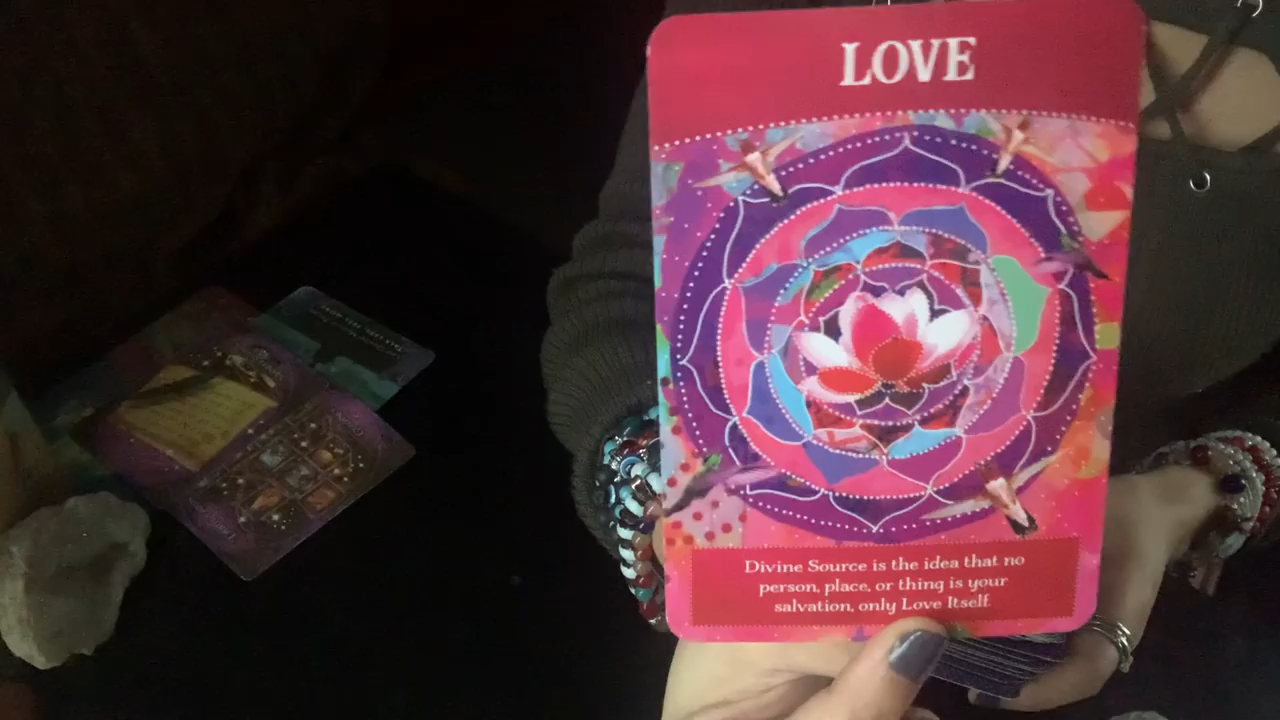 LOVE
Divine Source is the idea that no
person, place, or thing is your
salvation, only Love Itself.